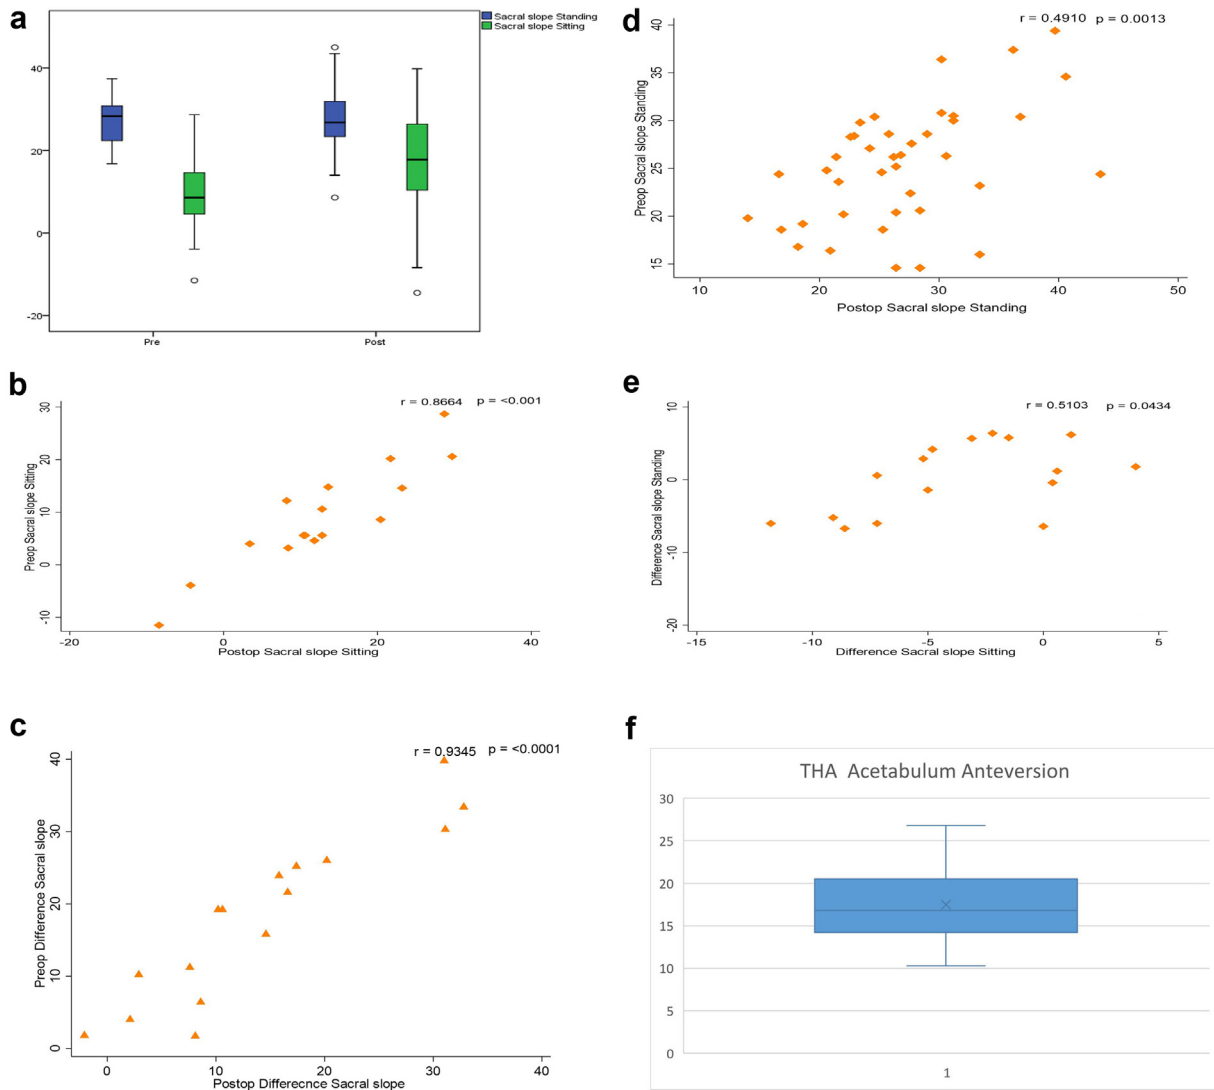 a
Sacral slope Standing
Sacral slope Sitting
40
20
0
-20
Pre
Post
d
r = 0.4910 p = 0.0013
Preop Sacral slope Standing
40
35
30
25
20
15
10
20
30
40
50
Postop Sacral slope Standing
b
r = 0.8664 p = <0.001
Preop Sacral slope Sitting
30
20
10
0
-10
-20
0
20
40
Postop Sacral slope Sitting
e
r = 0.5103 p = 0.0434
Difference Sacral slope Standing
10
0
-10
-20
-15
-10
-5
0
5
Difference Sacral slope Sitting
c
r = 0.9345 p = <0.0001
Preop Difference Sacral slope
40
30
20
10
0
0
10
20
30
40
Postop Differecnce Sacral slope
f
THA Acetabulum Anteversion
30
25
20
15
10
5
0
1